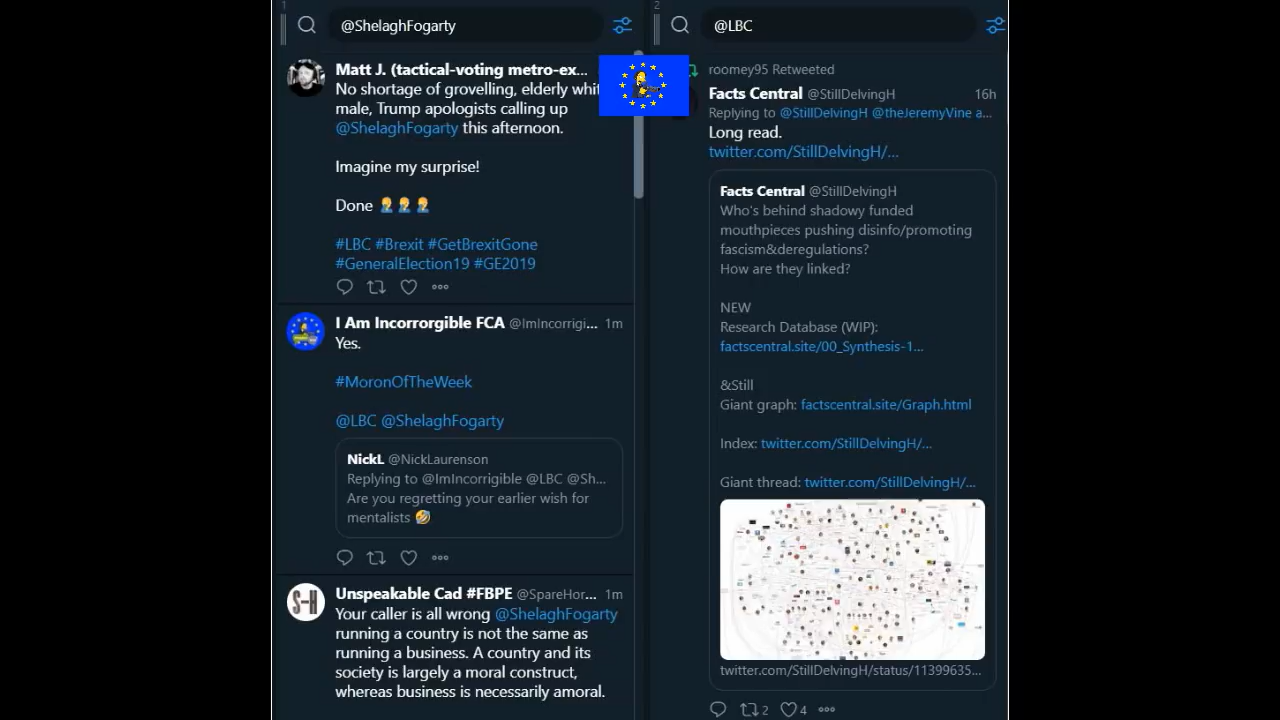 1
@ShelaghFogarty
Matt J. (tactical-voting metro-ex...
No shortage of grovelling, elderly whit
male, Trump apologists calling up
@ShelaghFogarty this afternoon.
Imagine my surprise!
Done 🤦‍♂️🤦‍♂️🤦‍♂️
#LBC #Brexit #GetBrexitGone
#GeneralElection19 #GE2019
I Am Incorrorgible FCA @ImIncorrigi... 1m
Yes.
#MoronOfTheWeek
@LBC @ShelaghFogarty
NickL @NickLaurenson
Replying to @ImIncorrigible @LBC @Sh...
Are you regretting your earlier wish for
mentalists 🤣
S-H
Unspeakable Cad #FBPE @SpareHor... 1m
Your caller is all wrong @ShelaghFogarty
running a country is not the same as
running a business. A country and its
society is largely a moral construct,
whereas business is necessarily amoral.
2
@LBC
roomey95 Retweeted
Facts Central @StillDelvingH 16h
Replying to @StillDelvingH @theJeremyVine a...
Long read.
twitter.com/StillDelvingH/...
Facts Central @StillDelvingH
Who's behind shadowy funded
mouthpieces pushing disinfo/promoting
fascism&deregulations?
How are they linked?
NEW
Research Database (WIP):
factscentral.site/00_Synthesis-1...
&Still
Giant graph: factscentral.site/Graph.html
Index: twitter.com/StillDelvingH/...
Giant thread: twitter.com/StillDelvingH/...
twitter.com/StillDelvingH/status/11399635...
2 4